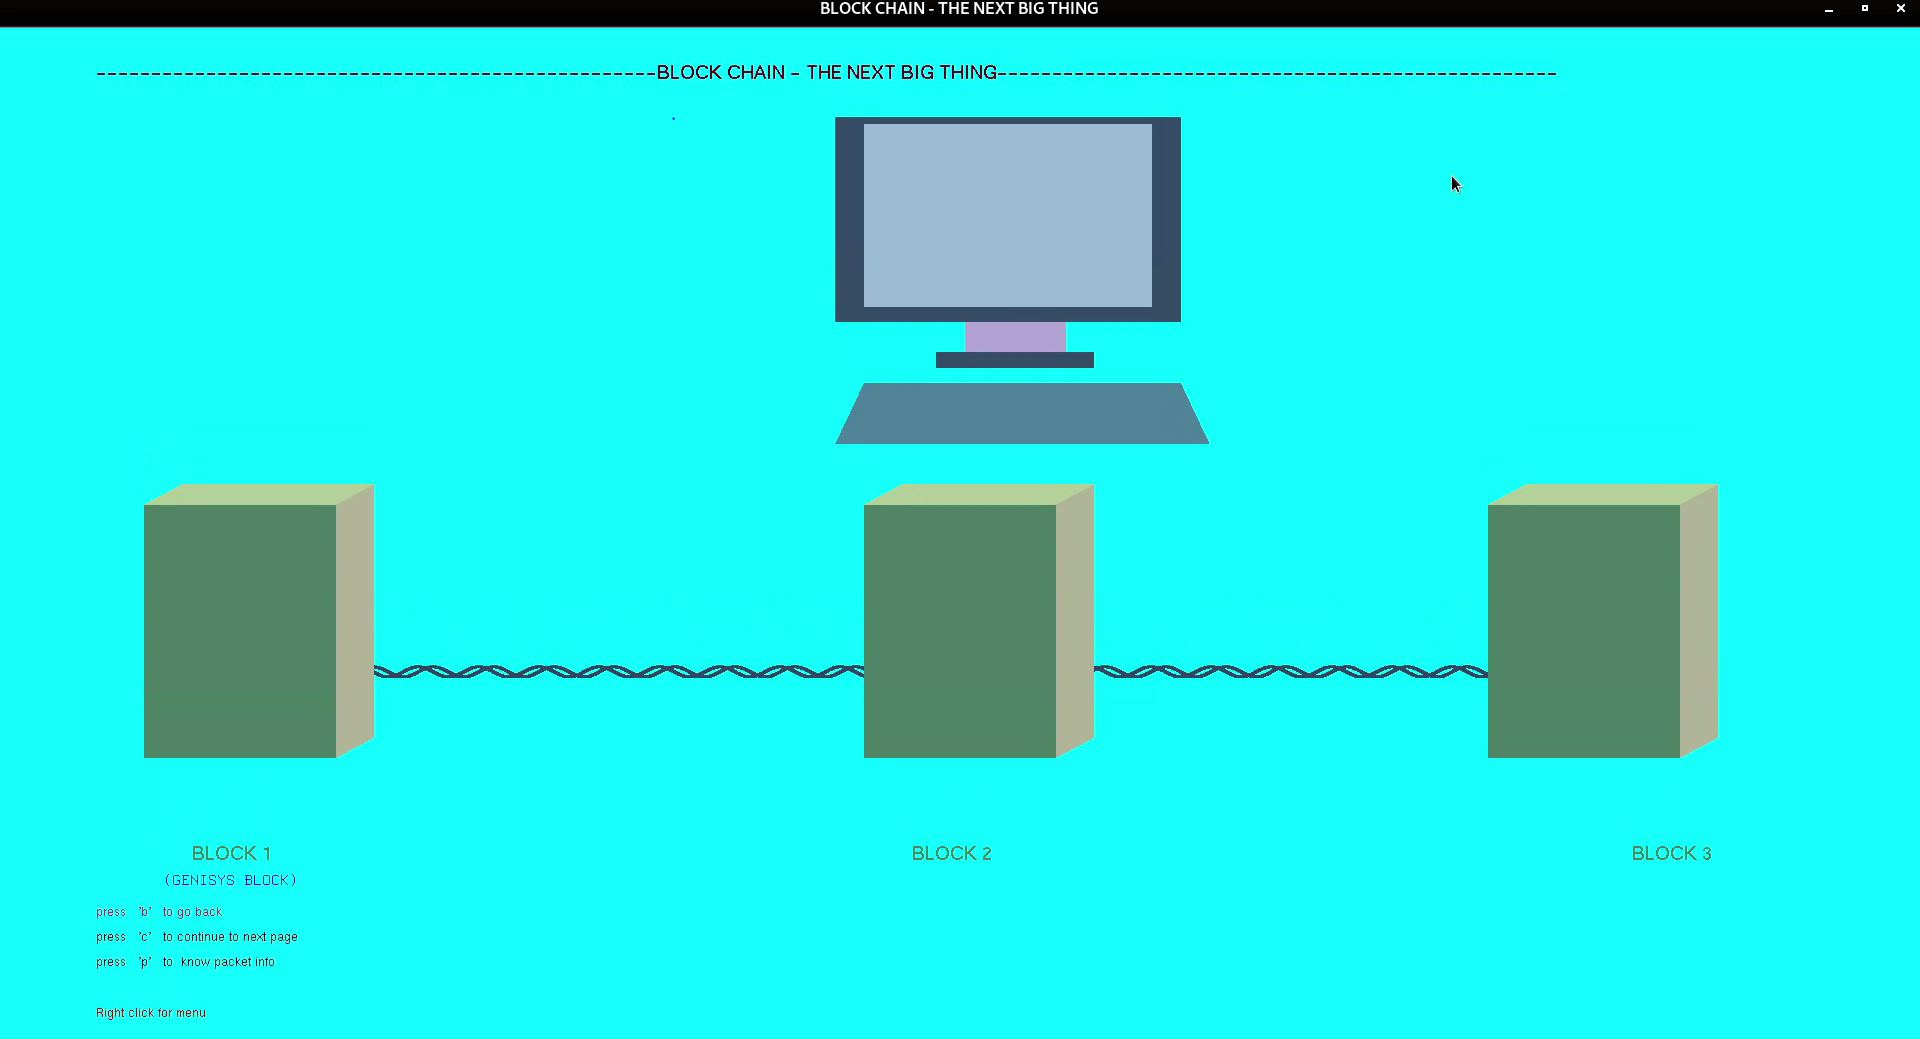 BLOCK CHAIN - THE NEXT BIG THING
---------------------------------------------------BLOCK CHAIN - THE NEXT BIG THING---------------------------------------------------
BLOCK 1
BLOCK 2
BLOCK 3
(GENISYS BLOCK)
press 'b' to go back
press 'c' to continue to next page
press 'p' to know packet info
Right click for menu